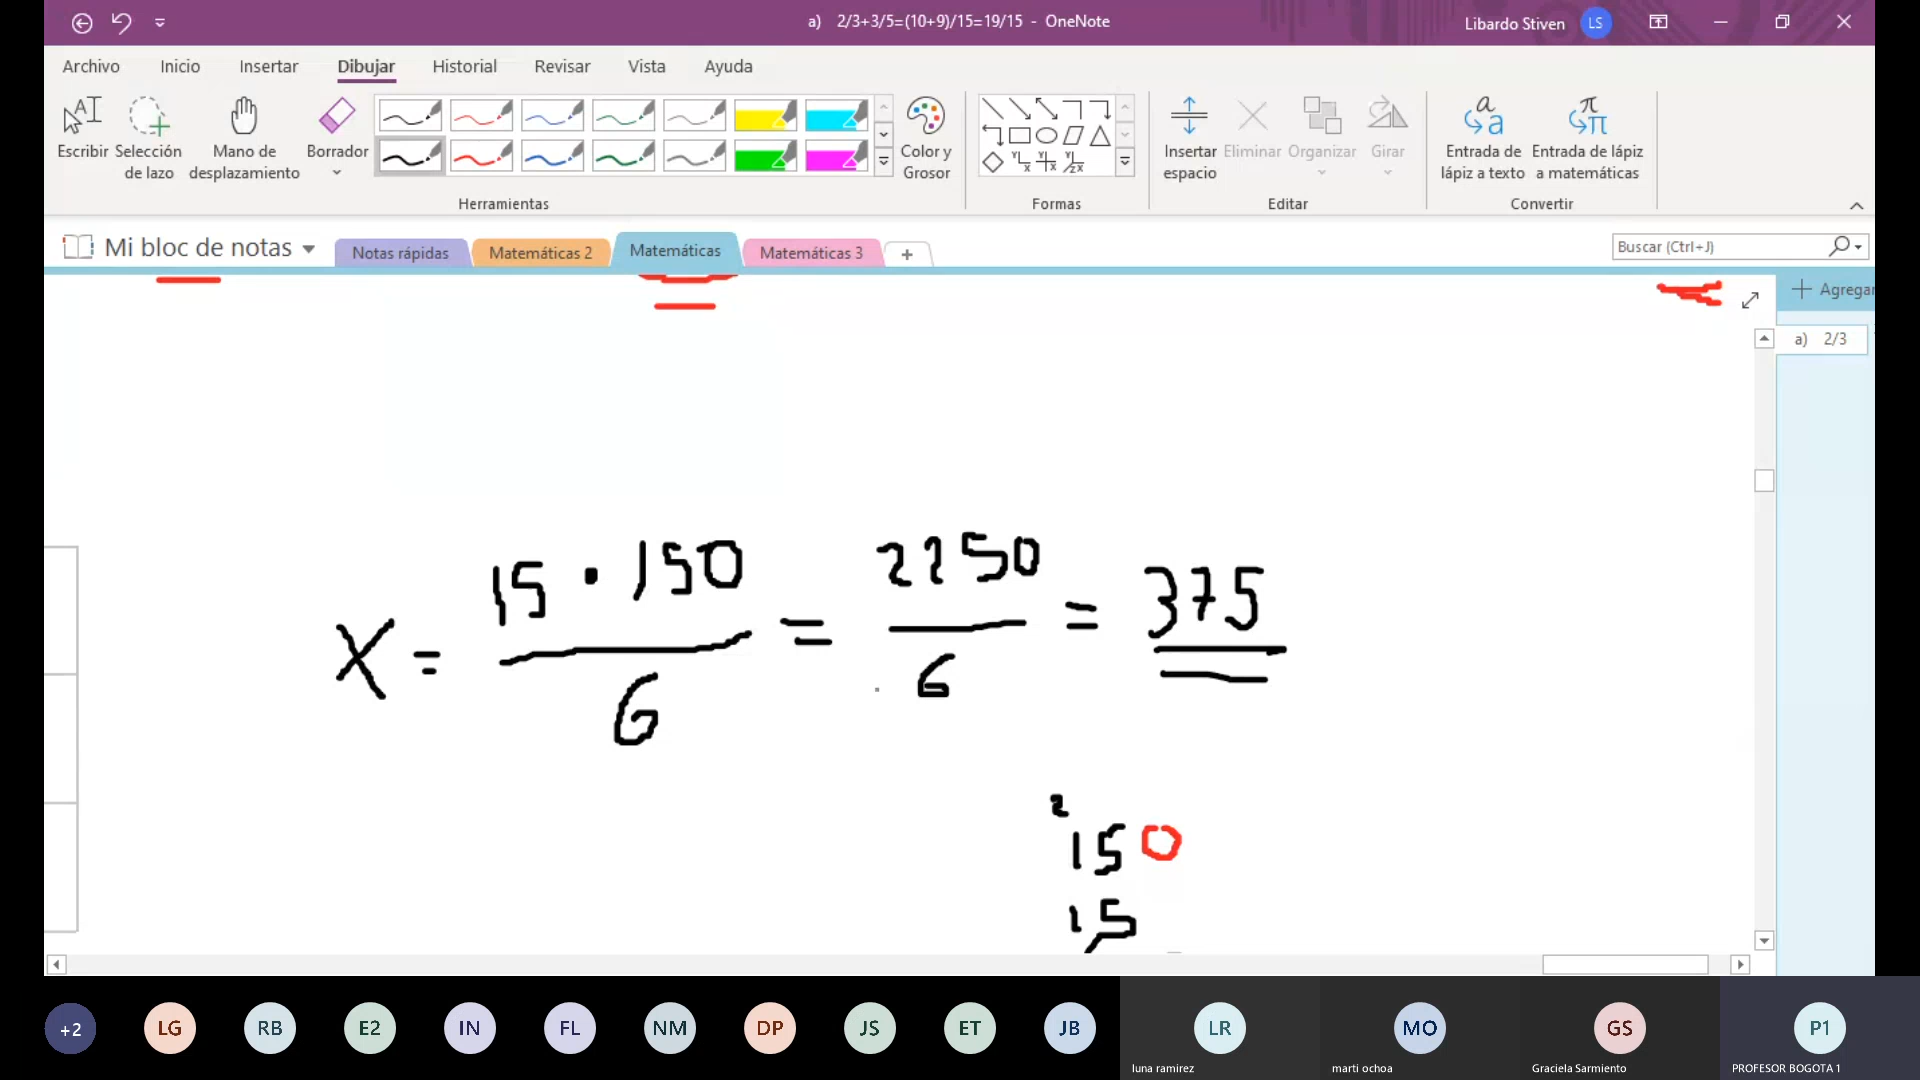 a) 2/3+3/5=(10+9)/15=19/15 - OneNote
Libardo Stiven LS
Archivo Inicio Insertar Dibujar Historial Revisar Vista Ayuda
Escribir Selección de lazo Mano de desplazamiento Borrador Color y Grosor Insertar espacio Eliminar Organizar Girar Entrada de lápiz a texto Entrada de lápiz a matemáticas
Herramientas Formas Editar Convertir
Mi bloc de notas Notas rápidas Matemáticas 2 Matemáticas Matemáticas 3 Buscar (Ctrl+J)
Agregar
a) 2/3
X = 15 · 150 / 6 = 2250 / 6 = 375
2
150
15
+2 LG RB E2 IN FL NM DP JS ET JB LR MO GS P1
luna ramirez marti ochoa Graciela Sarmiento PROFESOR BOGOTA 1